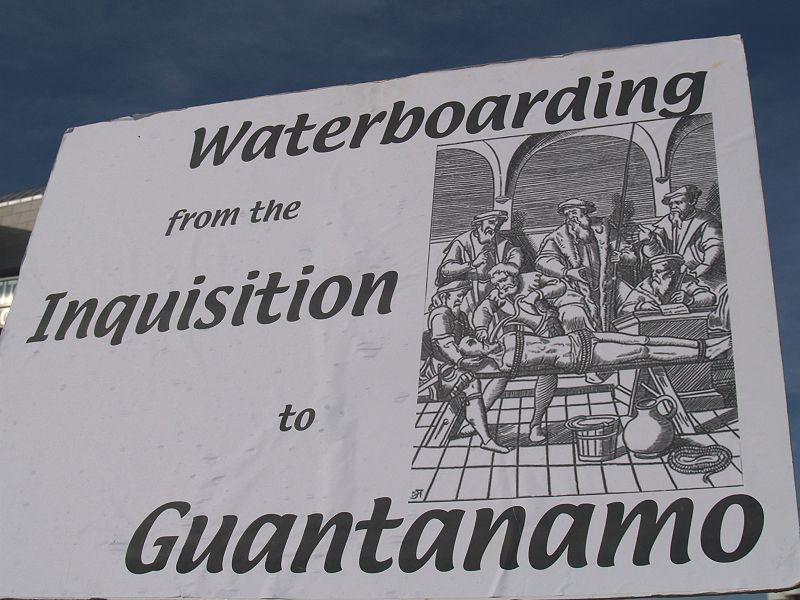 Waterboarding
from the
Inquisition
to
Guantanamo